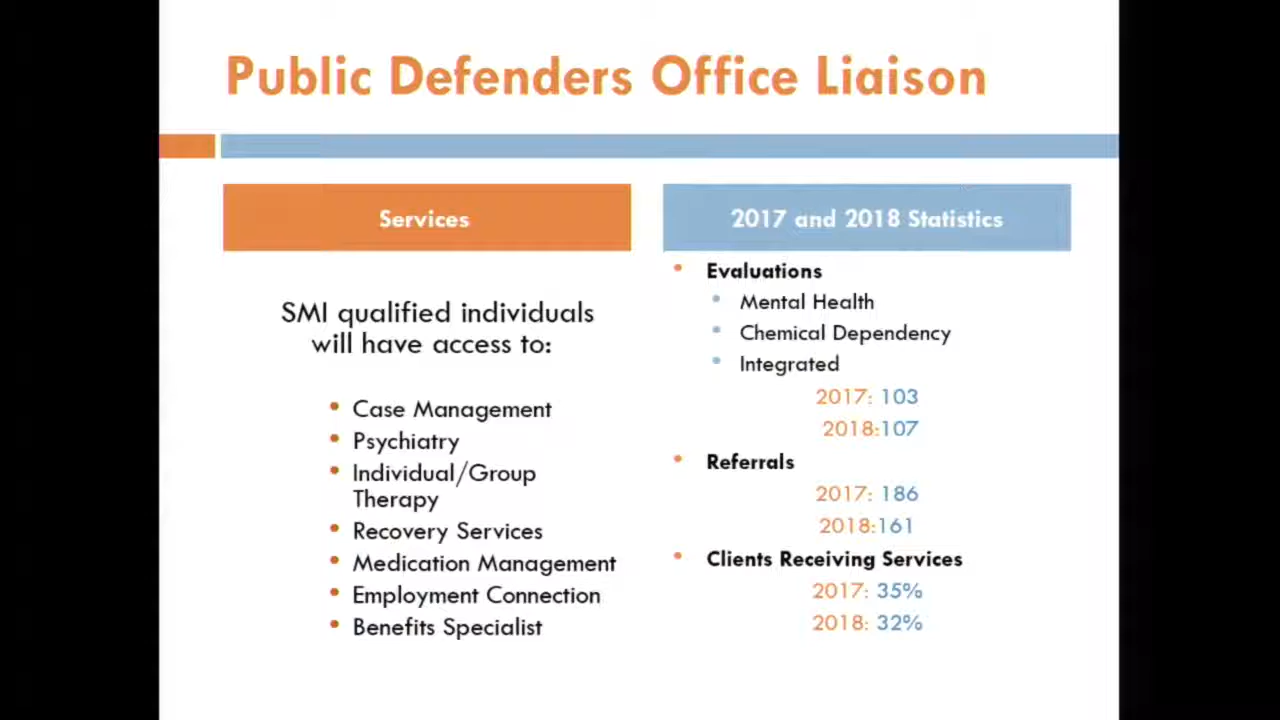 Public Defenders Office Liaison
Services
SMI qualified individuals
will have access to:
• Case Management
• Psychiatry
• Individual/Group
Therapy
• Recovery Services
• Medication Management
• Employment Connection
• Benefits Specialist
2017 and 2018 Statistics
• Evaluations
• Mental Health
• Chemical Dependency
• Integrated
2017: 103
2018:107
• Referrals
2017: 186
2018:161
• Clients Receiving Services
2017: 35%
2018: 32%